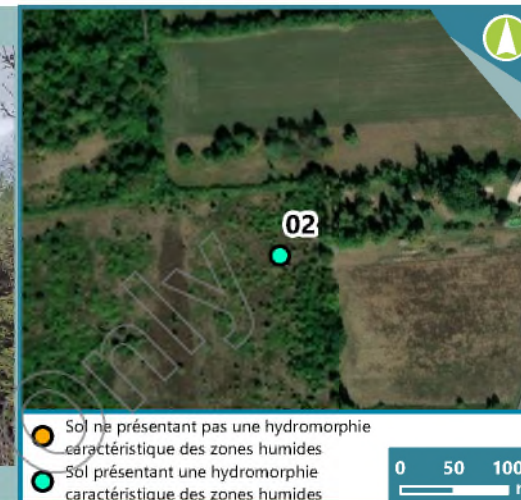 02
Only
Sol ne présentant pas une hydromorphie
caractéristique des zones humides
Sol présentant une hydromorphie
caractéristique des zones humides
0 50 100